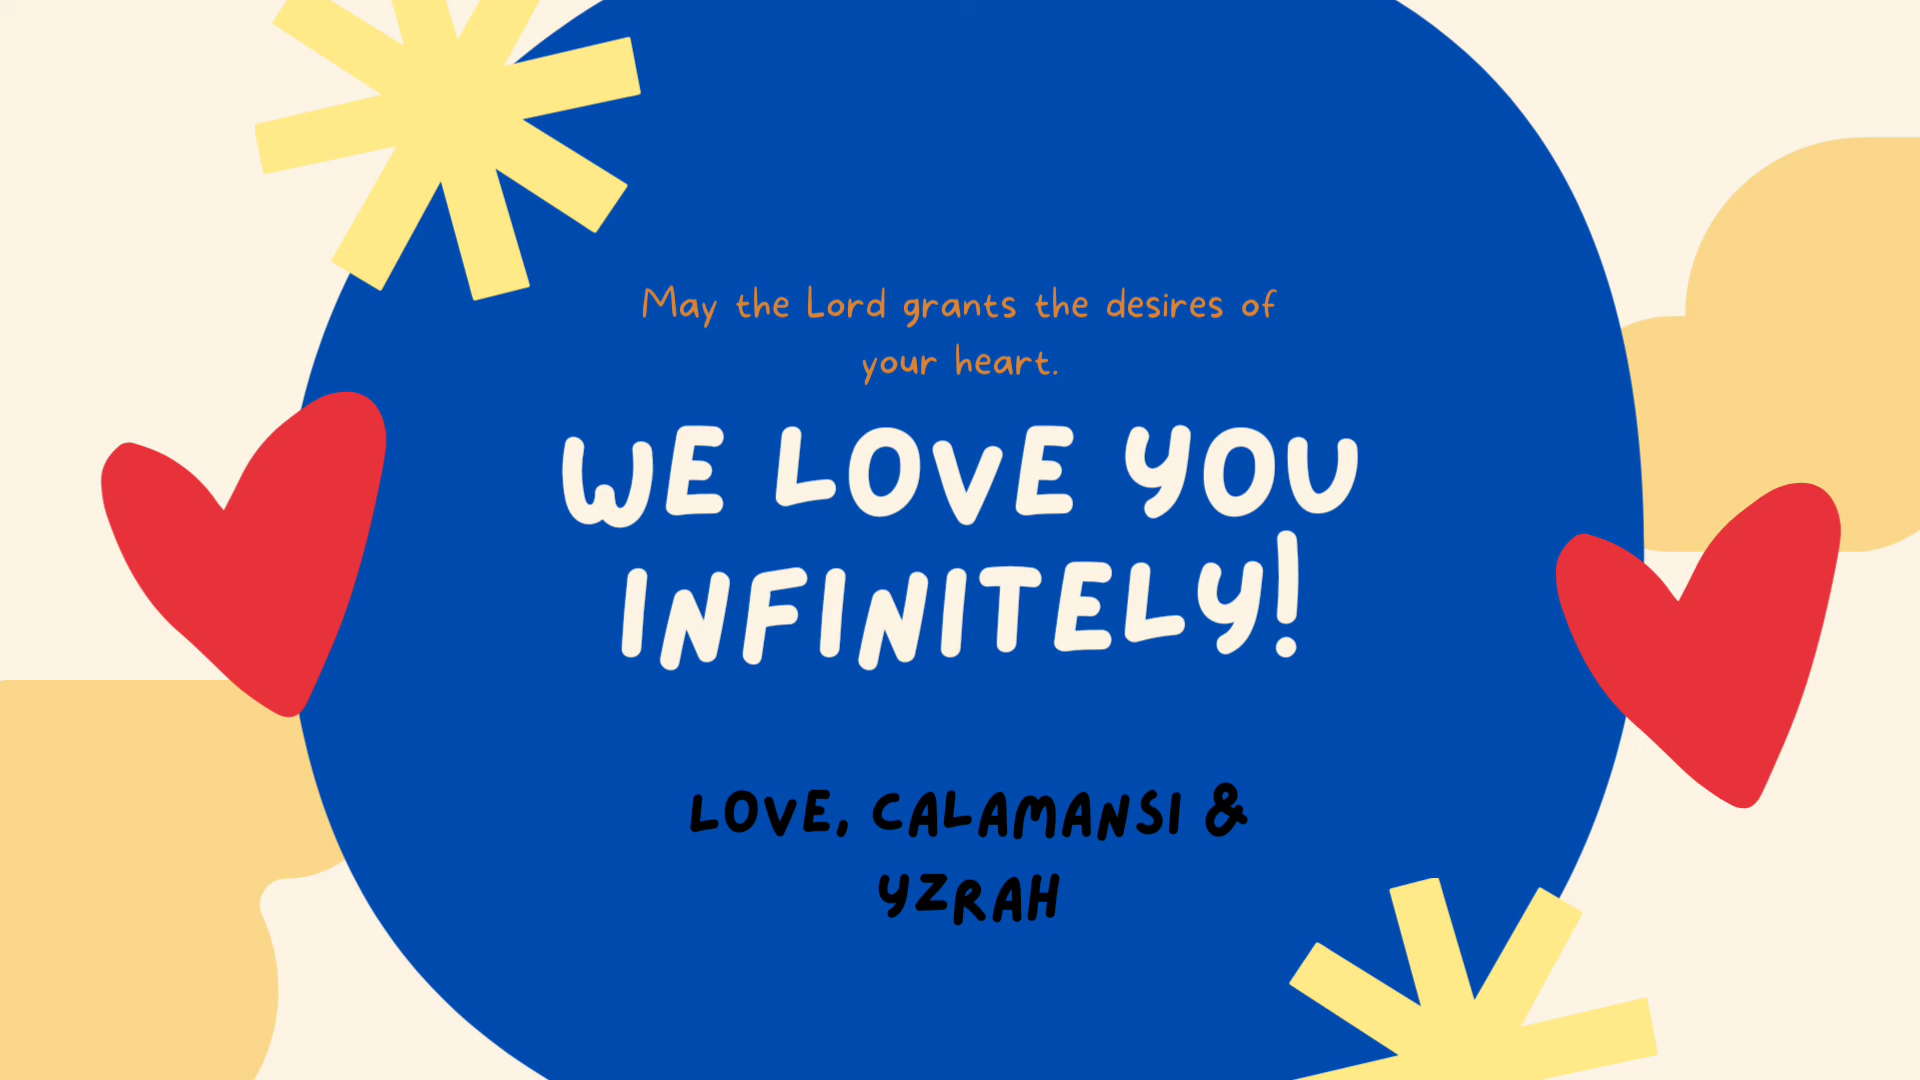 May the Lord grants the desires of
your heart.
WE LOVE YOU
INFINITELY!
LOVE, CALAMANSI &
YZRAH